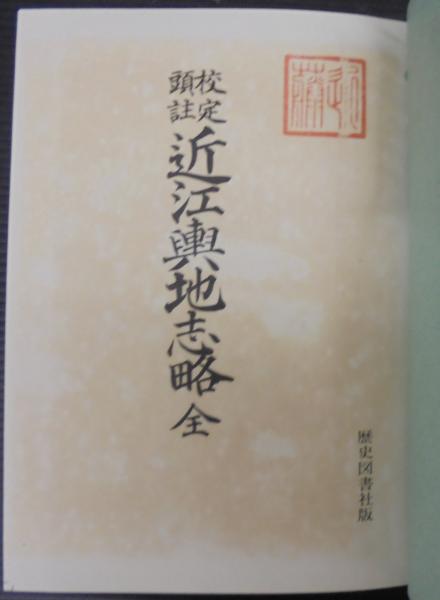 校定
頭註
近江輿地志略全
歴史図書社版